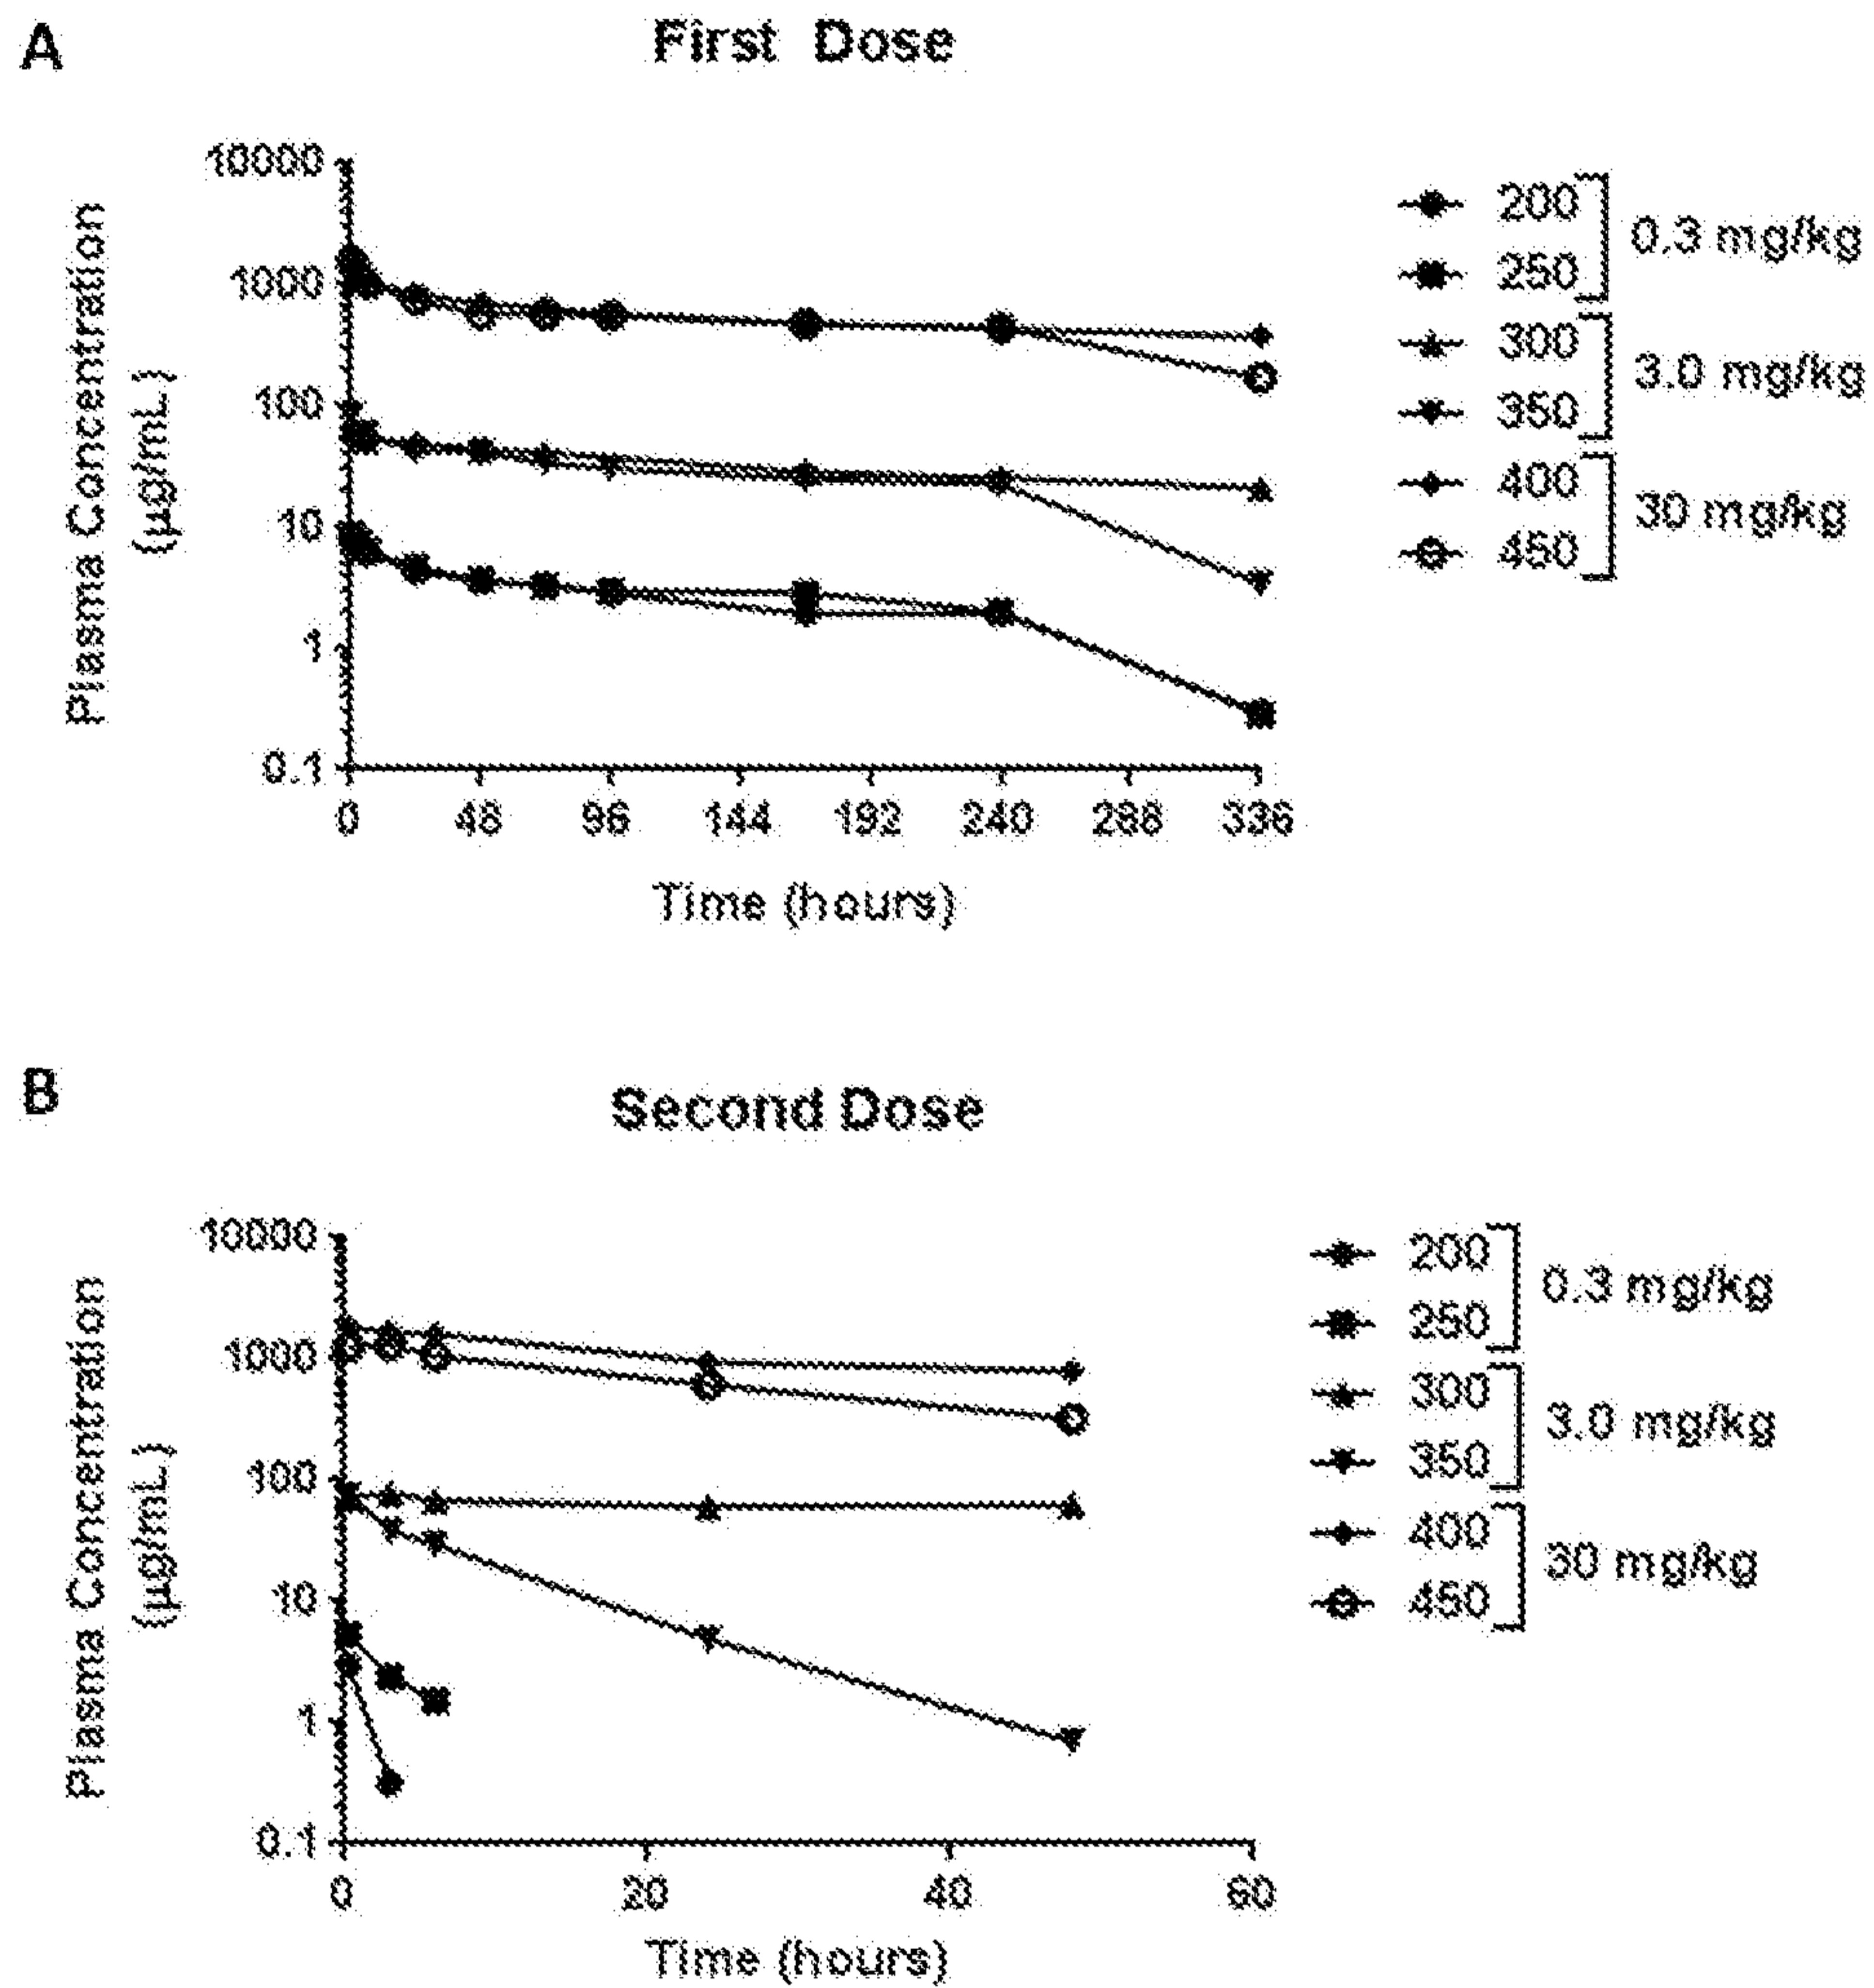 A
First Dose
Plasma Concentration
(µg/mL)
10000
1000
100
10
1
0.1
0 48 96 144 192 240 288 336
Time (hours)
200
250
0.3 mg/kg
300
350
3.0 mg/kg
400
450
30 mg/kg
B
Second Dose
Plasma Concentration
(µg/mL)
10000
1000
100
10
1
0.1
0 20 40 60
Time (hours)
200
250
0.3 mg/kg
300
350
3.0 mg/kg
400
450
30 mg/kg